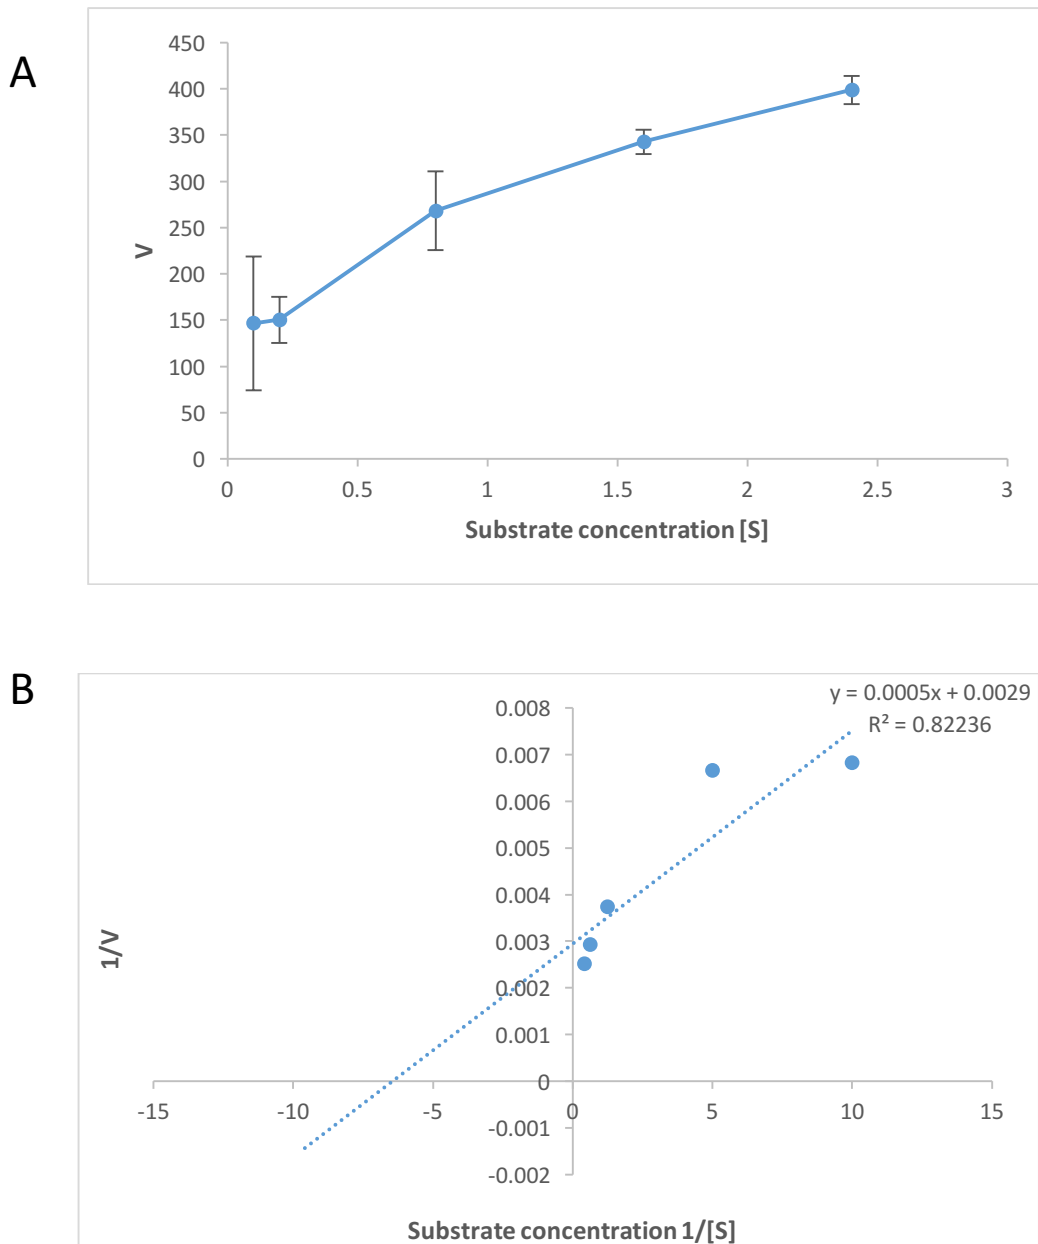 A
450
400
350
300
250
200
150
100
50
0
0 0.5 1 1.5 2 2.5 3
V
Substrate concentration [S]
B
y = 0.0005x + 0.0029
R² = 0.82236
0.008
0.007
0.006
0.005
0.004
0.003
0.002
0.001
0
-15 -10 -5 0 5 10 15
-0.001
-0.002
1/V
Substrate concentration 1/[S]